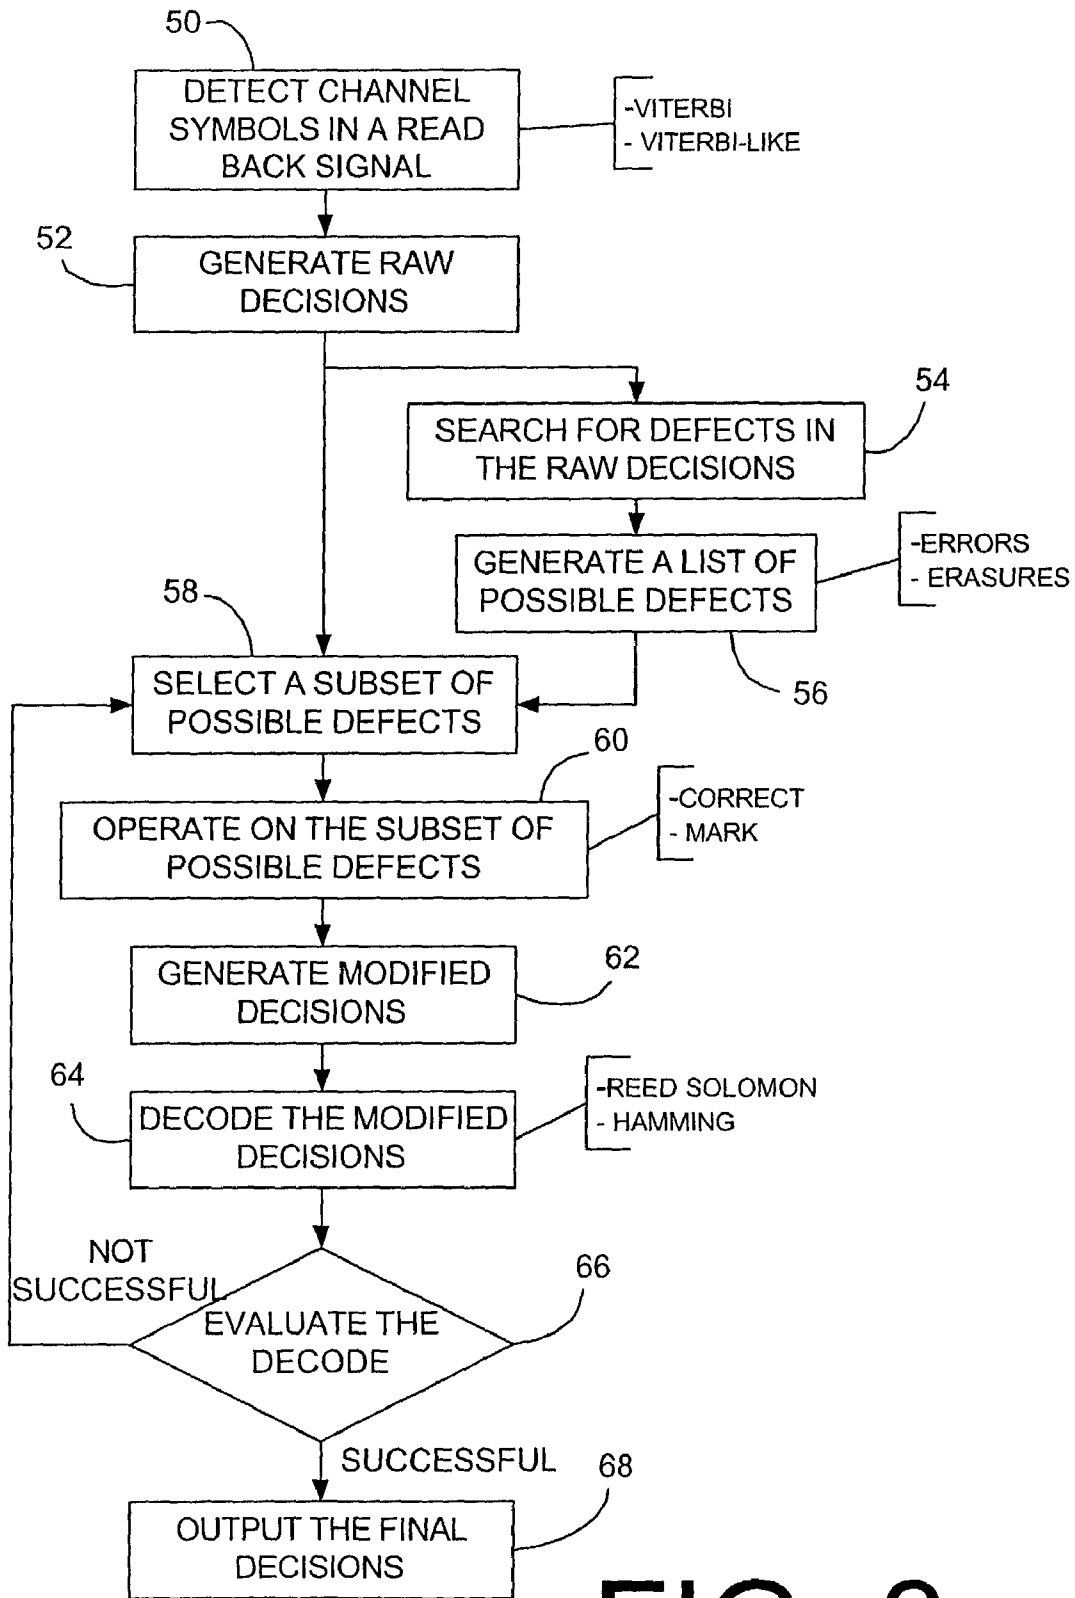 50
DETECT CHANNEL
SYMBOLS IN A READ
BACK SIGNAL
-VITERBI
- VITERBI-LIKE
52
GENERATE RAW
DECISIONS
54
SEARCH FOR DEFECTS IN
THE RAW DECISIONS
GENERATE A LIST OF
POSSIBLE DEFECTS
-ERRORS
- ERASURES
56
58
SELECT A SUBSET OF
POSSIBLE DEFECTS
60
OPERATE ON THE SUBSET OF
POSSIBLE DEFECTS
-CORRECT
- MARK
GENERATE MODIFIED
DECISIONS
62
64
DECODE THE MODIFIED
DECISIONS
-REED SOLOMON
- HAMMING
NOT
SUCCESSFUL
66
EVALUATE THE
DECODE
SUCCESSFUL
68
OUTPUT THE FINAL
DECISIONS
FIG.